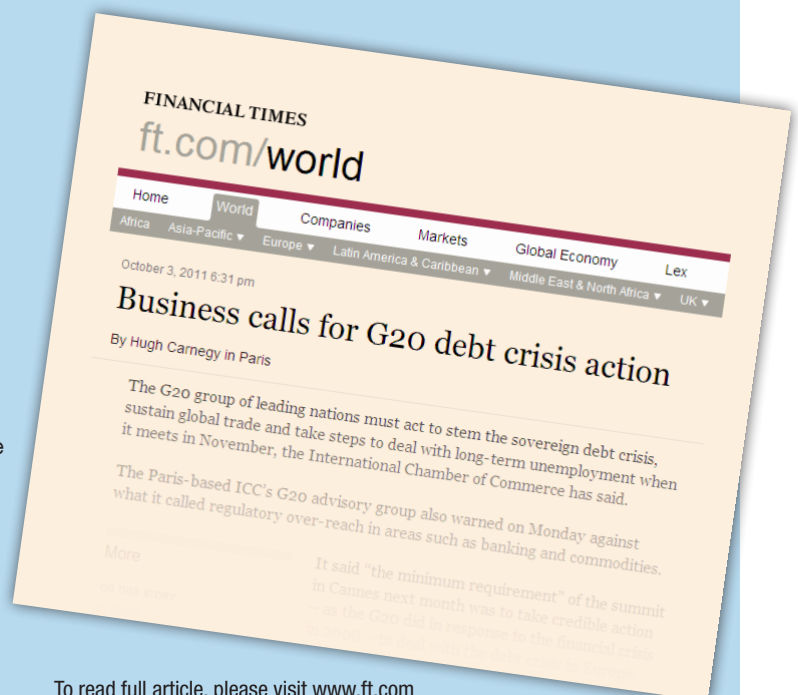 FINANCIAL TIMES
ft.com/world
Home World Companies Markets Global Economy Lex
Africa Asia-Pacific ▼ Europe ▼ Latin America & Caribbean ▼ Middle East & North Africa ▼ UK ▼
October 3, 2011 6:31 pm
Business calls for G20 debt crisis action
By Hugh Carnegy in Paris
The G20 group of leading nations must act to stem the sovereign debt crisis,
sustain global trade and take steps to deal with long-term unemployment when
it meets in November, the International Chamber of Commerce has said.
The Paris-based ICC's G20 advisory group also warned on Monday against
what it called regulatory over-reach in areas such as banking and commodities.
More
It said “the minimum requirement” of the summit
in Cannes next month was to take credible action
– as the G20 did in response to the financial crisis
e
To read full article, please visit www.ft.com